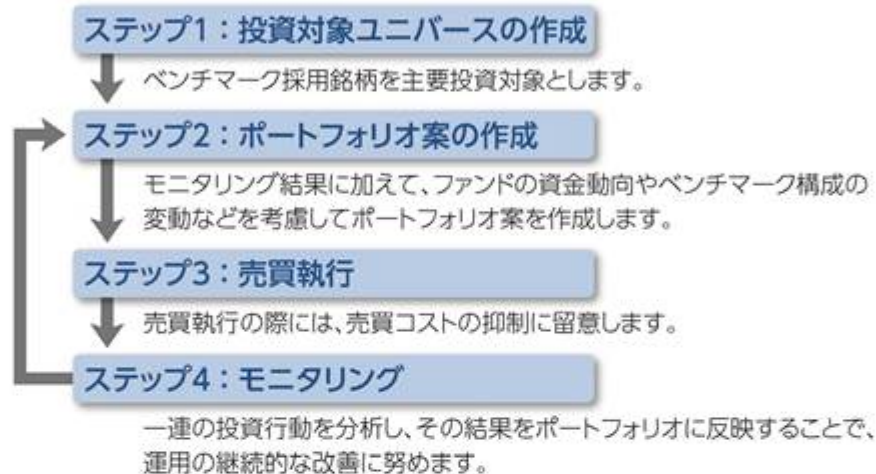 ステップ1：投資対象ユニバースの作成
ベンチマーク採用銘柄を主要投資対象とします。
ステップ2：ポートフォリオ案の作成
モニタリング結果に加えて、ファンドの資金動向やベンチマーク構成の
変動などを考慮してポートフォリオ案を作成します。
ステップ3：売買執行
売買執行の際には、売買コストの抑制に留意します。
ステップ4：モニタリング
一連の投資行動を分析し、その結果をポートフォリオに反映することで、
運用の継続的な改善に努めます。